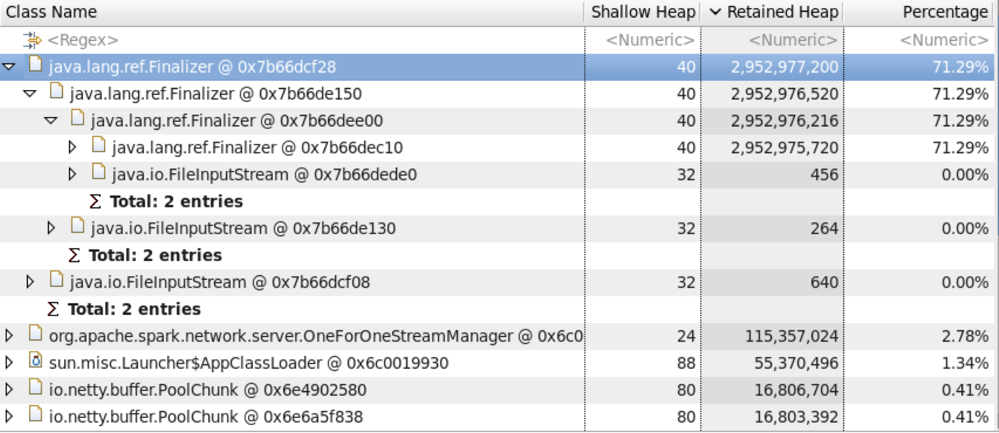 Class Name Shallow Heap Retained Heap Percentage
<Regex> <Numeric> <Numeric> <Numeric>
java.lang.ref.Finalizer @ 0x7b66dcf28 40 2,952,977,200 71.29%
java.lang.ref.Finalizer @ 0x7b66de150 40 2,952,976,520 71.29%
java.lang.ref.Finalizer @ 0x7b66dee00 40 2,952,976,216 71.29%
java.lang.ref.Finalizer @ 0x7b66dec10 40 2,952,975,720 71.29%
java.io.FileInputStream @ 0x7b66dede0 32 456 0.00%
Σ Total: 2 entries
java.io.FileInputStream @ 0x7b66de130 32 264 0.00%
Σ Total: 2 entries
java.io.FileInputStream @ 0x7b66dcf08 32 640 0.00%
Σ Total: 2 entries
org.apache.spark.network.server.OneForOneStreamManager @ 0x6c0 24 115,357,024 2.78%
sun.misc.Launcher$AppClassLoader @ 0x6c0019930 88 55,370,496 1.34%
io.netty.buffer.PoolChunk @ 0x6e4902580 80 16,806,704 0.41%
io.netty.buffer.PoolChunk @ 0x6e6a5f838 80 16,803,392 0.41%